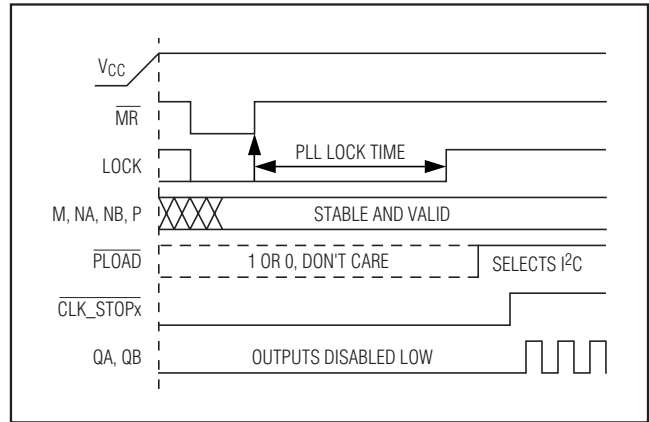 VCC
MR
LOCK
PLL LOCK TIME
M, NA, NB, P
STABLE AND VALID
PLOAD
1 OR 0, DON'T CARE
SELECTS I²C
CLK_STOPx
QA, QB
OUTPUTS DISABLED LOW